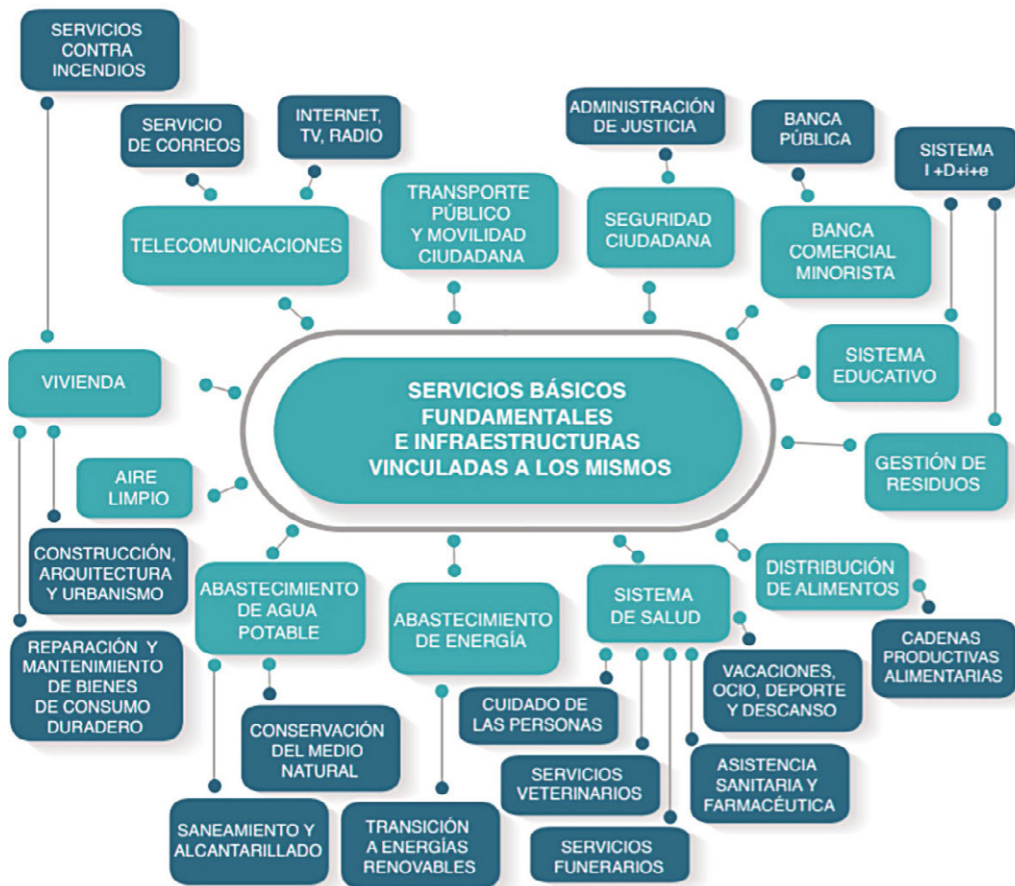 SERVICIOS
CONTRA
INCENDIOS
SERVICIO
DE CORREOS
INTERNET,
TV, RADIO
ADMINISTRACIÓN
DE JUSTICIA
BANCA
PÚBLICA
SISTEMA
I +D+i+e
TELECOMUNICACIONES
TRANSPORTE
PÚBLICO
Y MOVILIDAD
CIUDADANA
SEGURIDAD
CIUDADANA
BANCA
COMERCIAL
MINORISTA
VIVIENDA
SERVICIOS BÁSICOS
FUNDAMENTALES
E INFRAESTRUCTURAS
VINCULADAS A LOS MISMOS
SISTEMA
EDUCATIVO
AIRE
LIMPIO
GESTIÓN DE
RESIDUOS
CONSTRUCCIÓN,
ARQUITECTURA
Y URBANISMO
ABASTECIMIENTO
DE AGUA
POTABLE
ABASTECIMIENTO
DE ENERGÍA
SISTEMA
DE SALUD
DISTRIBUCIÓN
DE ALIMENTOS
REPARACIÓN Y
MANTENIMIENTO
DE BIENES
DE CONSUMO
DURADERO
CONSERVACIÓN
DEL MEDIO
NATURAL
CUIDADO DE
LAS PERSONAS
VACACIONES,
OCIO, DEPORTE
Y DESCANSO
CADENAS
PRODUCTIVAS
ALIMENTARIAS
SANEAMIENTO Y
ALCANTARILLADO
TRANSICIÓN
A ENERGÍAS
RENOVABLES
SERVICIOS
VETERINARIOS
SERVICIOS
FUNERARIOS
ASISTENCIA
SANITARIA Y
FARMACÉUTICA